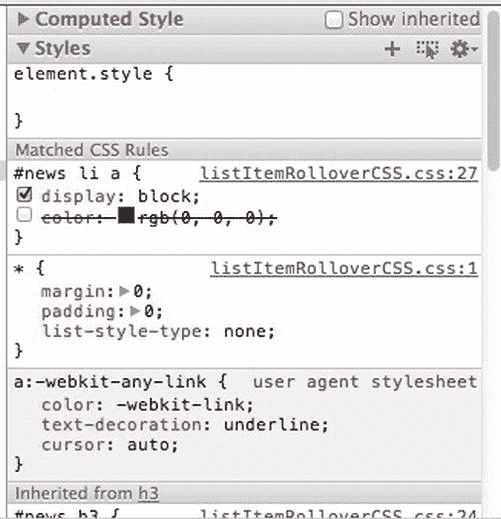 Computed Style Show inherited
Styles
element.style {
}
Matched CSS Rules
#news li a { listItemRolloverCSS.css:27
display: block;
color: rgb(0, 0, 0);
}
* { listItemRolloverCSS.css:1
margin: 0;
padding: 0;
list-style-type: none;
}
a:-webkit-any-link { user agent stylesheet
color: -webkit-link;
text-decoration: underline;
cursor: auto;
}
Inherited from h3
#news h3 { listItemRolloverCSS.css:24